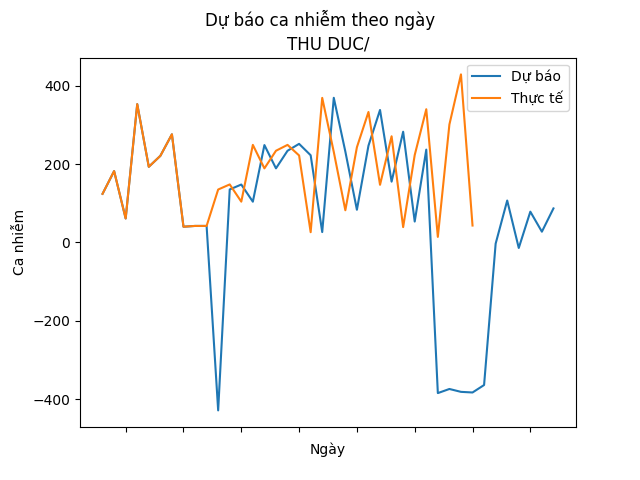 Dự báo ca nhiễm theo ngày
THU DUC/
Dự báo
Thực tế
400
200
0
−200
−400
Ca nhiễm
Ngày